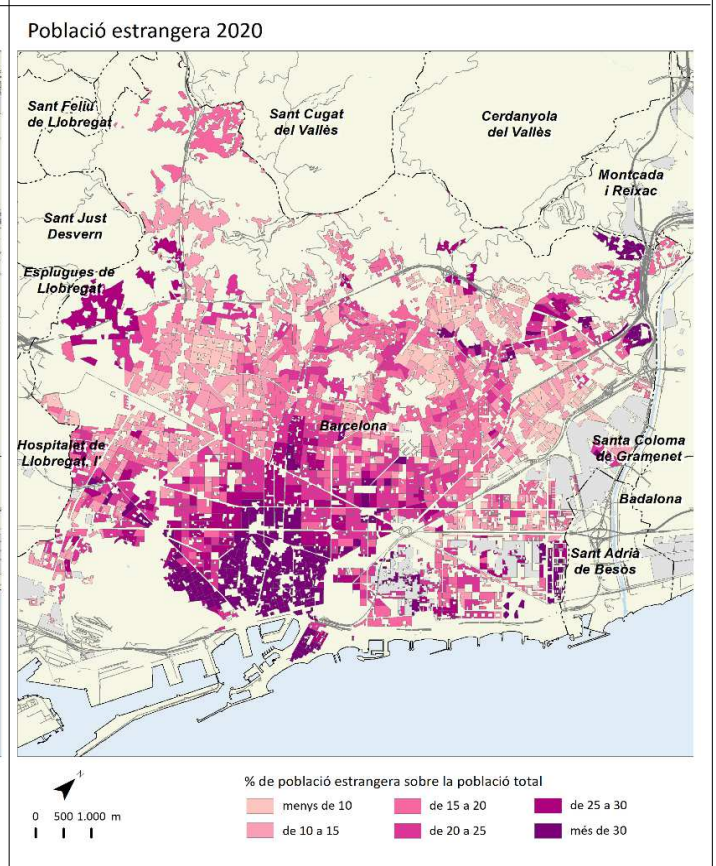 Població estrangera 2020
Sant Feliu
de Llobregat
Sant Cugat
del Vallès
Cerdanyola
del Vallès
Montcada
i Reixac
Sant Just
Desvern
Esplugues de
Llobregat
Barcelona
Hospitalet de
Llobregat, l'
Santa Coloma
de Gramenet
Badalona
Sant Adrià
de Besòs
N
0 500 1.000 m
% de població estrangera sobre la població total
menys de 10
de 15 a 20
de 25 a 30
de 10 a 15
de 20 a 25
més de 30